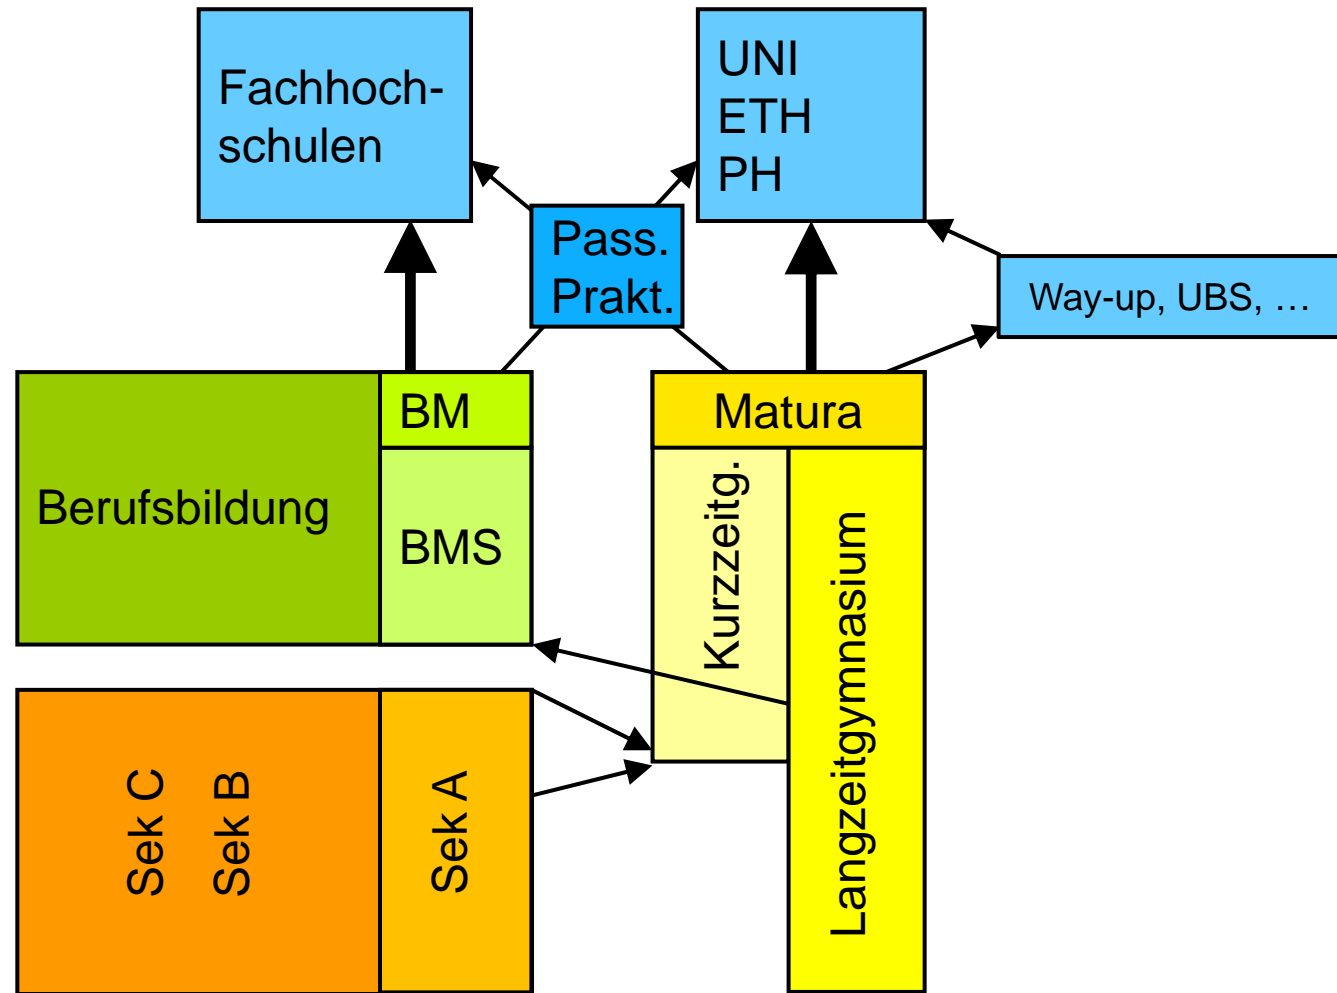 Fachhoch-
schulen
UNI
ETH
PH
Pass.
Prakt.
Way-up, UBS, …
BM
Matura
Berufsbildung
BMS
Kurzzeitg.
Langzeitgymnasium
Sek C
Sek B
Sek A